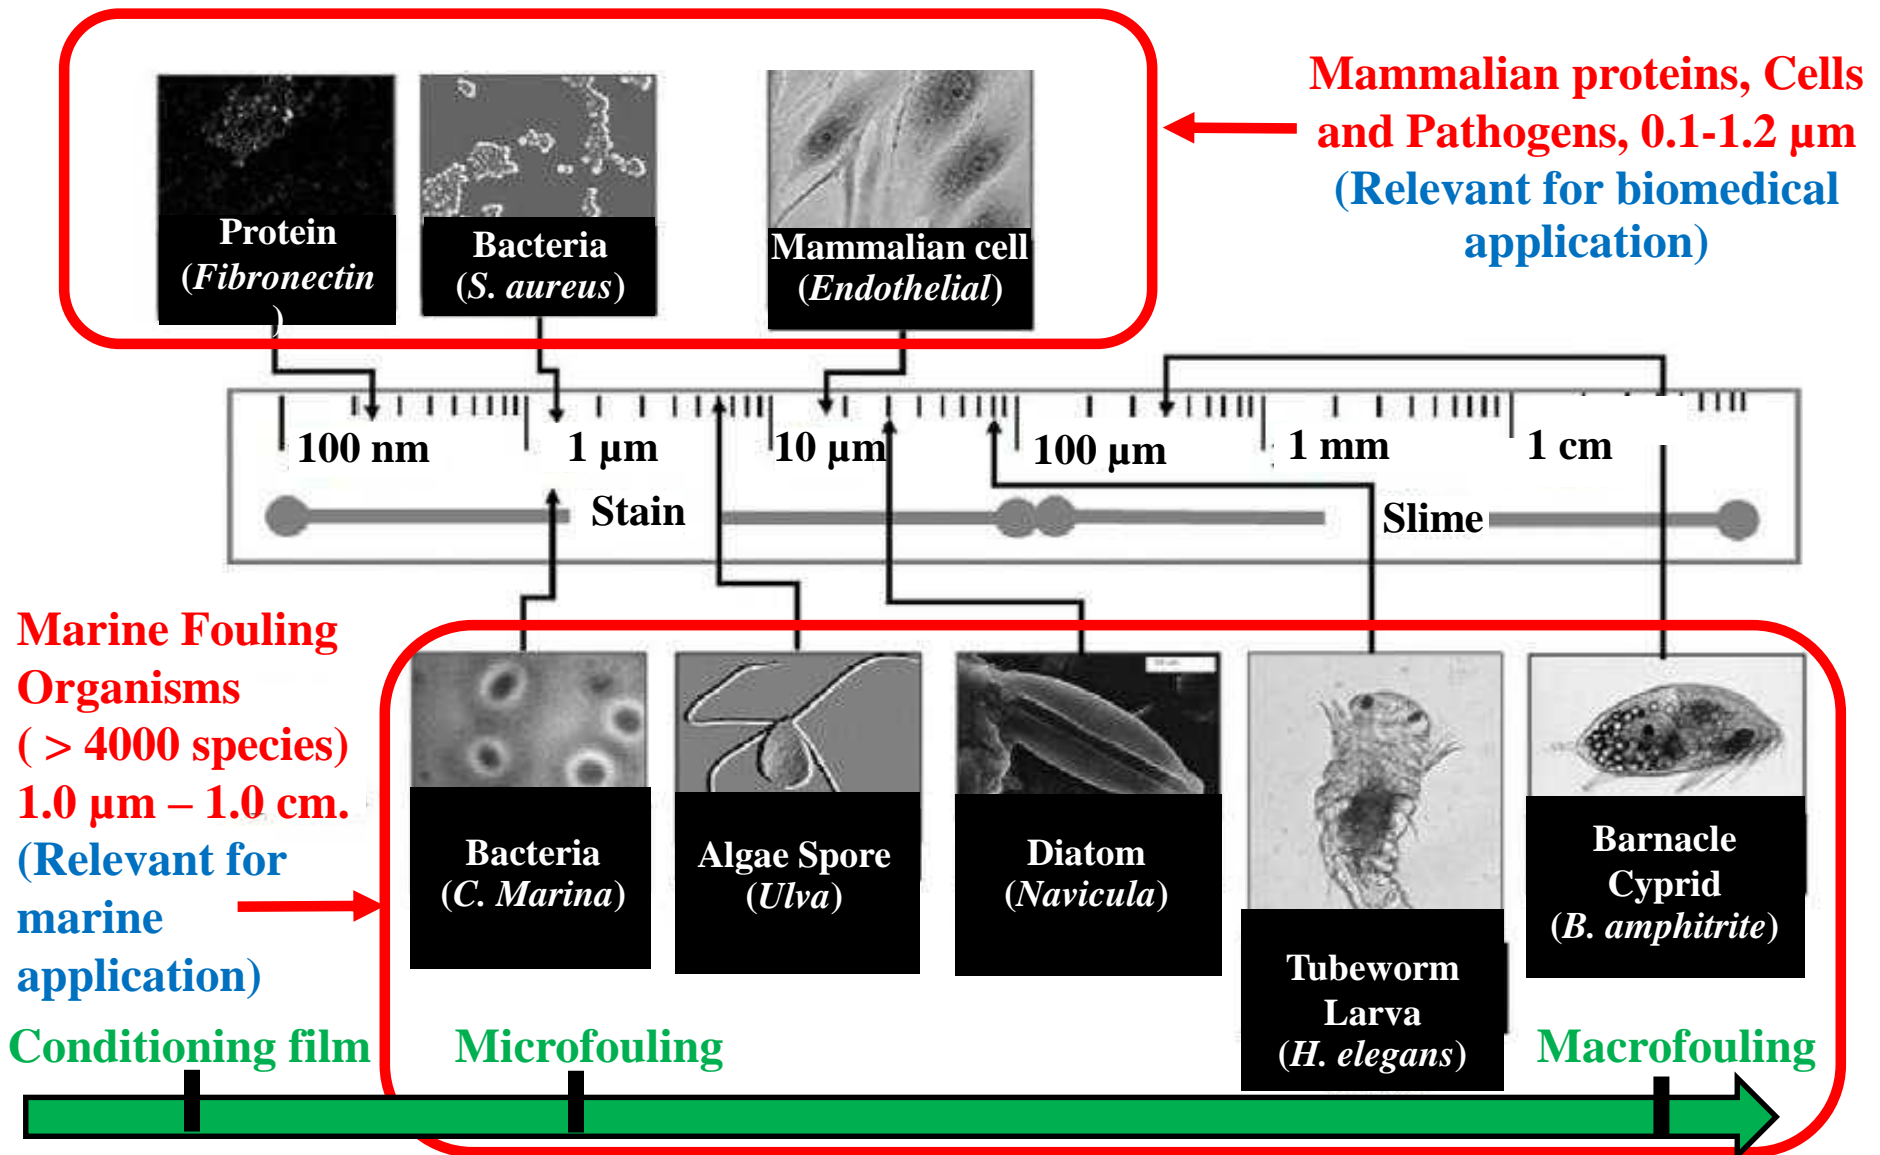 Mammalian proteins, Cells
and Pathogens, 0.1-1.2 µm
(Relevant for biomedical
application)
Protein
(Fibronectin
)
Bacteria
(S. aureus)
Mammalian cell
(Endothelial)
100 nm
1 µm
10 µm
100 µm
1 mm
1 cm
Stain
Slime
Marine Fouling
Organisms
( > 4000 species)
1.0 µm – 1.0 cm.
(Relevant for
marine
application)
Bacteria
(C. Marina)
Algae Spore
(Ulva)
Diatom
(Navicula)
Tubeworm
Larva
(H. elegans)
Barnacle
Cyprid
(B. amphitrite)
Conditioning film
Microfouling
Macrofouling